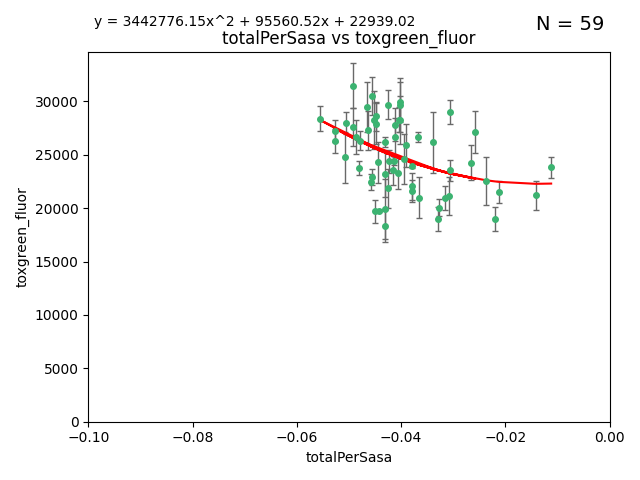 y = 3442776.15x^2 + 95560.52x + 22939.02
N = 59
totalPerSasa vs toxgreen_fluor
30000
25000
20000
15000
10000
5000
0
toxgreen_fluor
−0.10 −0.08 −0.06 −0.04 −0.02 0.00
totalPerSasa